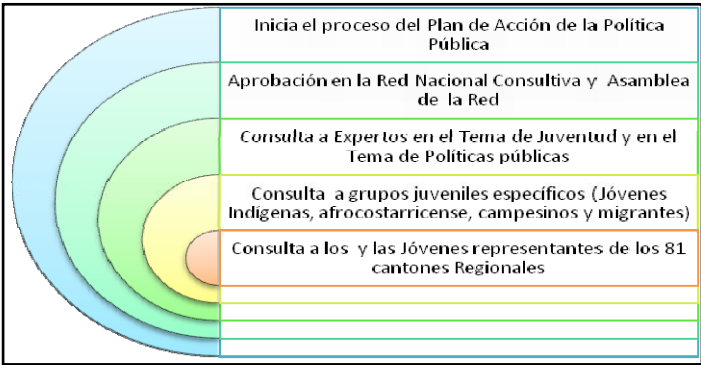 Inicia el proceso del Plan de Acción de la Política
Pública
Aprobación en la Red Nacional Consultiva y Asamblea
de la Red
Consulta a Expertos en el Tema de Juventud y en el
Tema de Políticas públicas
Consulta a grupos juveniles específicos (Jóvenes
Indígenas, afrocostarricense, campesinos y migrantes)
Consulta a los y las Jóvenes representantes de los 81
cantones Regionales